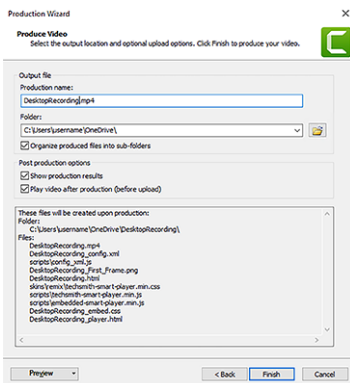 Production Wizard
Produce Video
Select the output location and optional upload options. Click Finish to produce your video.
Output file
Production name:
DesktopRecording.mp4
Folder:
C:\Users\username\OneDrive\
Organize produced files into sub-folders
Post production options
Show production results
Play video after production (before upload)
These files will be created upon production:
Folder:
C:\Users\username\OneDrive\DesktopRecording\
Files:
DesktopRecording.mp4
DesktopRecording_config.xml
scripts\config_xml.js
DesktopRecording_First_Frame.png
DesktopRecording.html
skins\remix\techsmith-smart-player.min.css
scripts\techsmith-smart-player.min.js
scripts\embedded-smart-player.min.js
DesktopRecording_embed.css
DesktopRecording_player.html
Preview
< Back
Finish
Cancel